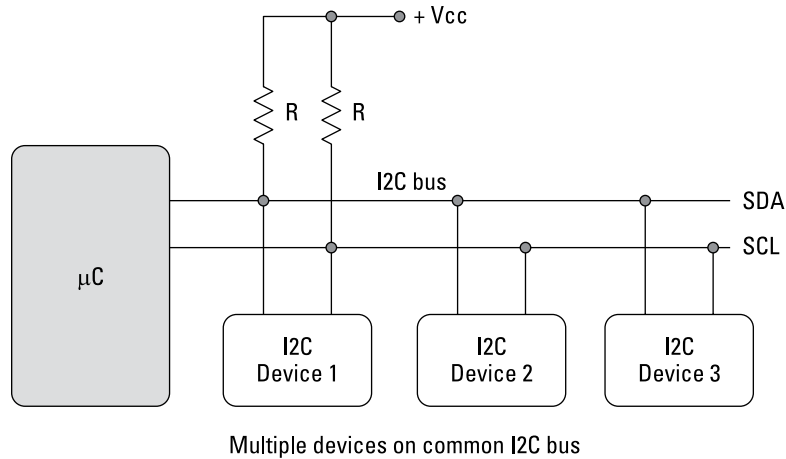 + Vcc
R
R
I2C bus
SDA
SCL
μC
I2C
Device 1
I2C
Device 2
I2C
Device 3
Multiple devices on common I2C bus